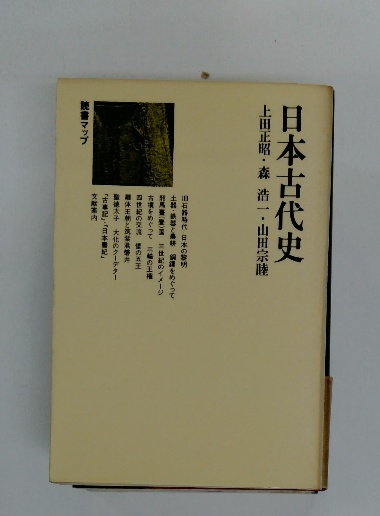 日本古代史
上田正昭・森 浩一・山田宗睦
旧石器時代 日本の黎明
土器・鉄器と農耕 銅鐸をめぐって
邪馬臺(壹)国 三世紀のイメージ
古墳をめぐって 三輪の王権
四世紀の交流 倭の五王
継体王朝と筑紫君磐井
聖徳太子 大化のクーデター
『古事記』・『日本書紀』
文献案内
読書マップ